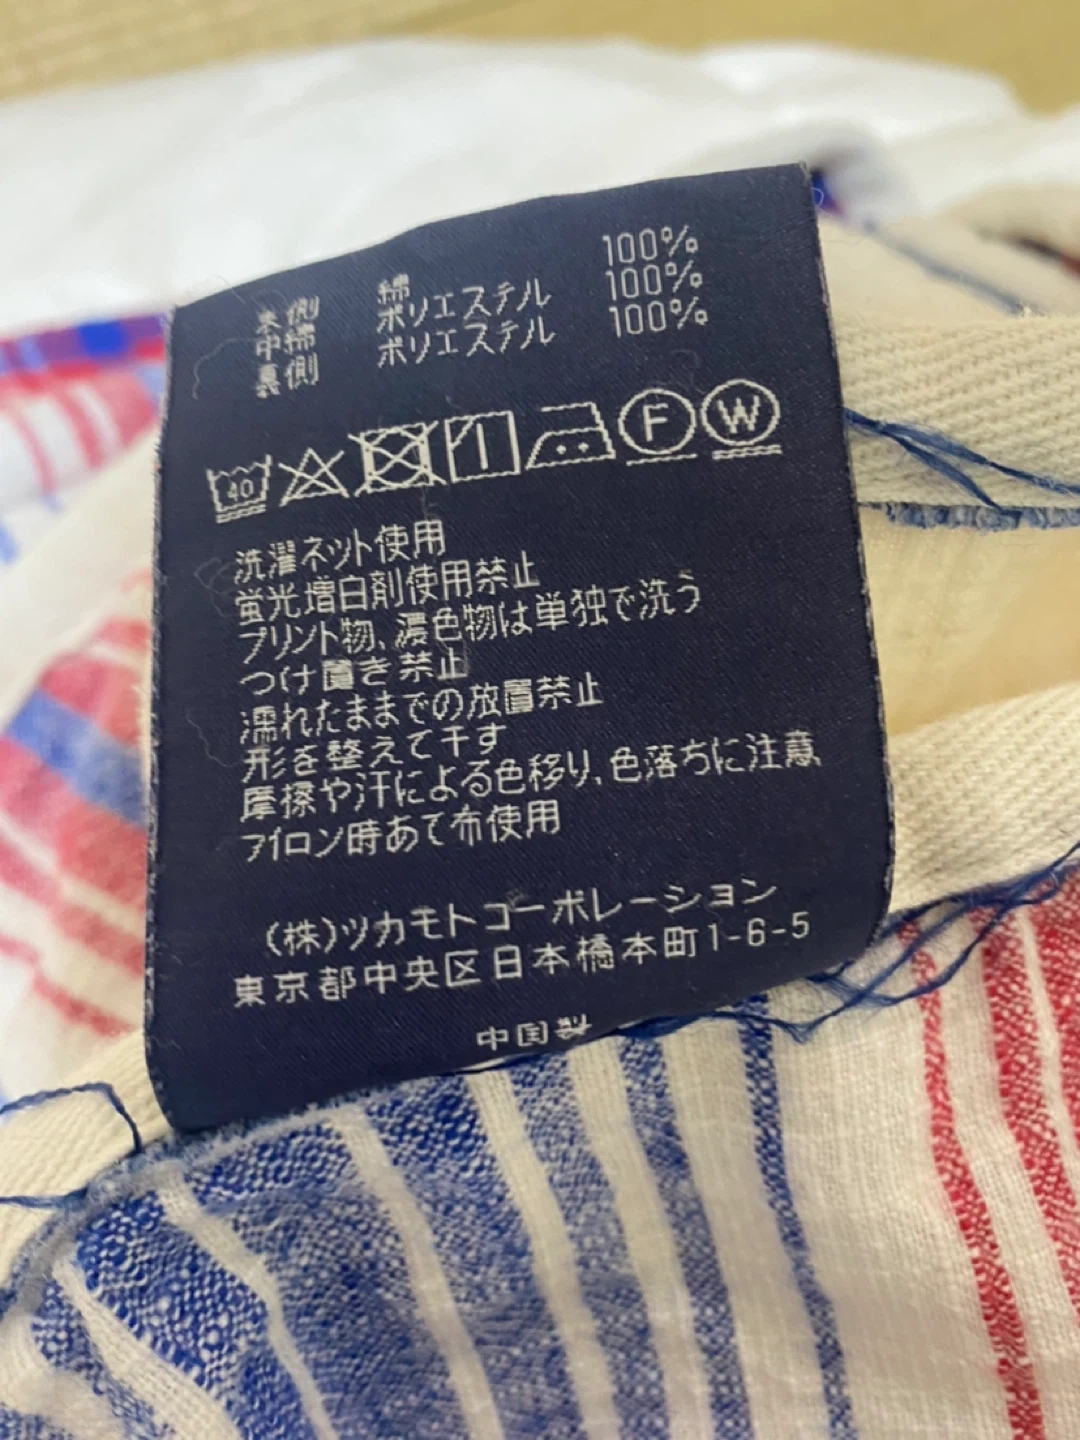 表側 綿 100%
中綿 ポリエステル 100%
裏側 ポリエステル 100%
40 F W
洗濯ネット使用
蛍光増白剤使用禁止
プリント物、濃色物は単独で洗う
つけ置き禁止
濡れたままでの放置禁止
形を整えて干す
摩擦や汗による色移り、色落ちに注意
アイロン時あて布使用
(株)ツカモトコーポレーション
東京都中央区日本橋本町1-6-5
中国製